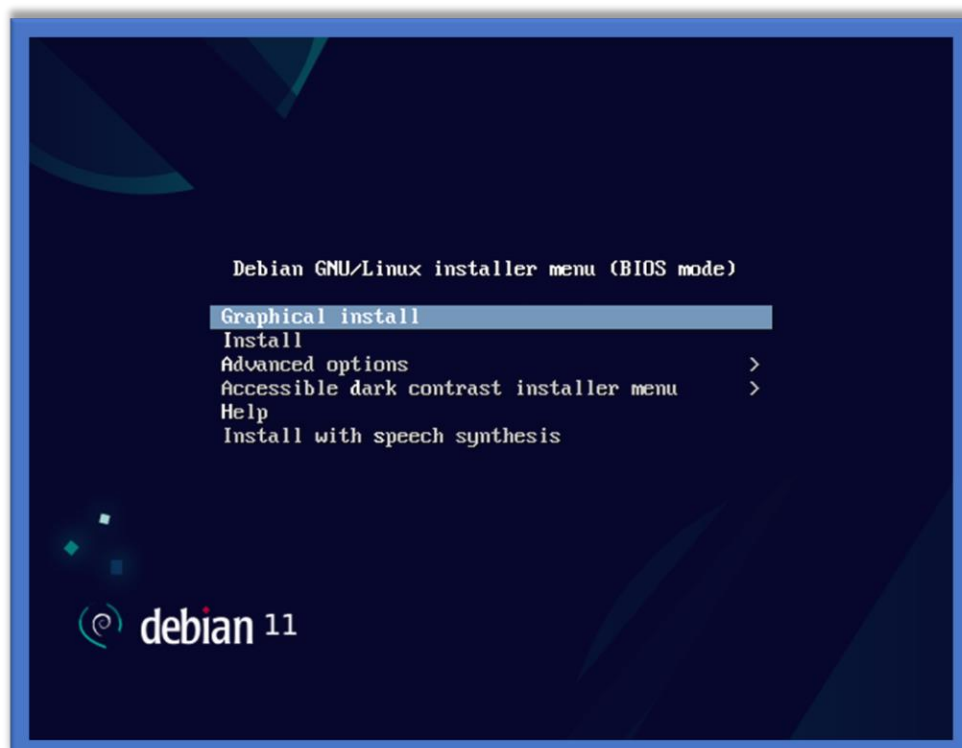 Debian GNU/Linux installer menu (BIOS mode)
Graphical install
Install
Advanced options >
Accessible dark contrast installer menu >
Help
Install with speech synthesis
debian 11